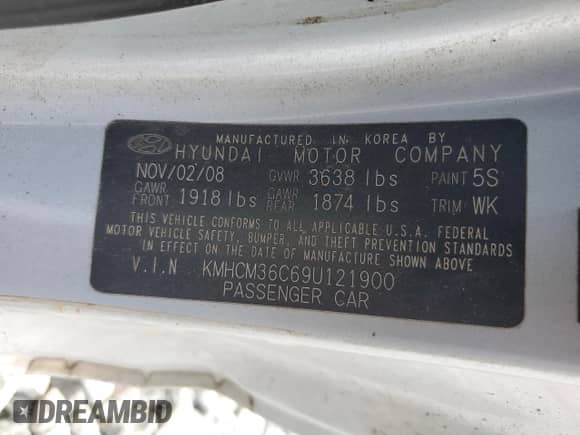 MANUFACTURED IN KOREA BY
HYUNDAI MOTOR COMPANY
NOV/02/08 GVWR 3638 lbs PAINT 5S
GAWR FRONT 1918 lbs GAWR REAR 1874 lbs TRIM WK
THIS VEHICLE CONFORMS TO ALL APPLICABLE U.S.A. FEDERAL
MOTOR VEHICLE SAFETY, BUMPER, AND THEFT PREVENTION STANDARDS
IN EFFECT ON THE DATE OF MANUFACTURE SHOWN ABOVE
V.I.N KMHCM36C69U121900
PASSENGER CAR
DREAMBID